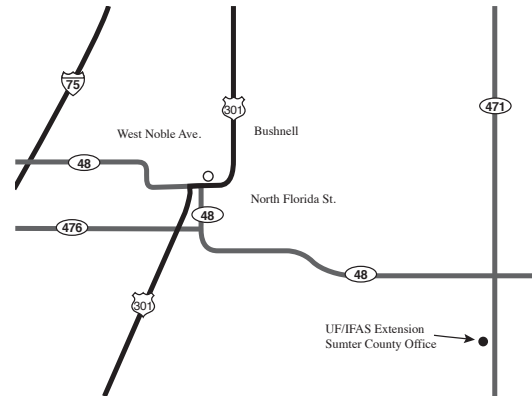 75
301
471
West Noble Ave.
Bushnell
48
North Florida St.
48
476
48
301
UF/IFAS Extension
Sumter County Office